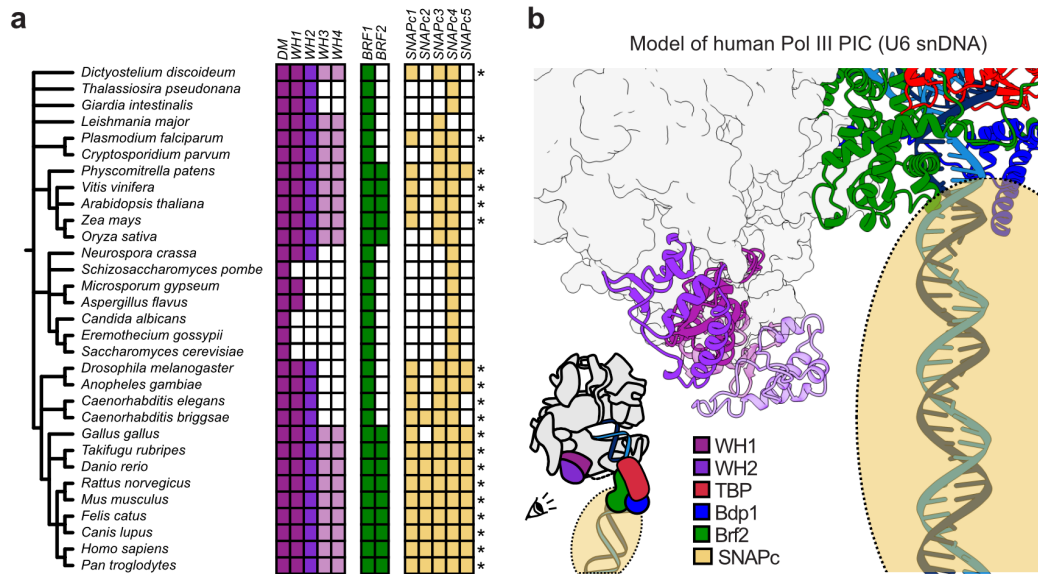 a
DM WH1 WH2 WH3 WH4 BRF1 BRF2 SNAPc1 SNAPc2 SNAPc3 SNAPc4 SNAPc5
Dictyostelium discoideum *
Thalassiosira pseudonana
Giardia intestinalis
Leishmania major
Plasmodium falciparum *
Cryptosporidium parvum
Physcomitrella patens *
Vitis vinifera *
Arabidopsis thaliana *
Zea mays *
Oryza sativa
Neurospora crassa
Schizosaccharomyces pombe
Microsporum gypseum
Aspergillus flavus
Candida albicans
Eremothecium gossypii
Saccharomyces cerevisiae
Drosophila melanogaster *
Anopheles gambiae *
Caenorhabditis elegans *
Caenorhabditis briggsae *
Gallus gallus *
Takifugu rubripes *
Danio rerio *
Rattus norvegicus *
Mus musculus *
Felis catus *
Canis lupus *
Homo sapiens *
Pan troglodytes *
b
Model of human Pol III PIC (U6 snDNA)
WH1
WH2
TBP
Bdp1
Brf2
SNAPc